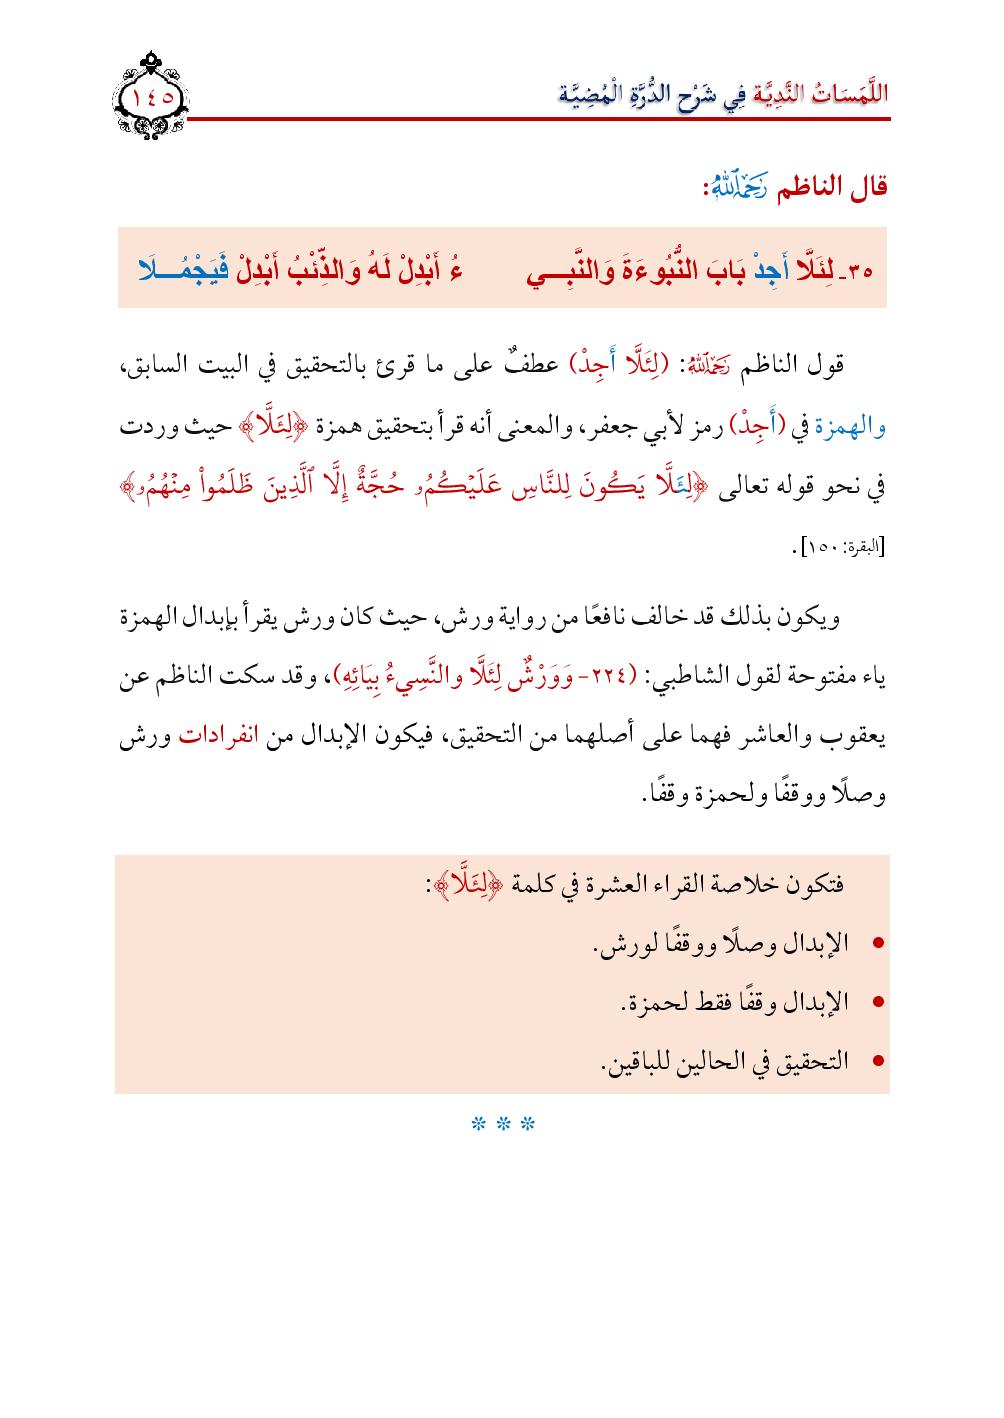 اللَّمَسَاتُ النَّدِيَّة فِي شَرْحِ الدُّرَّةِ الْمُضِيَّة
١٤٥
قال الناظم رَحِمَهُ ٱللَّهُ:
٣٥ـ لِئَلَّا أَجِدْ بَابَ النُّبُوءَةَ وَالنَّبِــي ءُ أَبْدِلْ لَهُ وَالذِّئْبُ أَبْدِلْ فَيَجْمُــلَا
قول الناظم رَحِمَهُ ٱللَّهُ: (لِئَلَّا أَجِدْ) عطفٌ على ما قرئ بالتحقيق في البيت السابق،
والهمزة في (أَجِدْ) رمز لأبي جعفر، والمعنى أنه قرأ بتحقيق همزة ﴿لِئَلَّا﴾ حيث وردت
في نحو قوله تعالى ﴿لِئَلَّا يَكُونَ لِلنَّاسِ عَلَيۡكُمُۥ حُجَّةٌ إِلَّا ٱلَّذِينَ ظَلَمُواْ مِنۡهُمُۥ﴾
[البقرة: ١٥٠].
ويكون بذلك قد خالف نافعًا من رواية ورش، حيث كان ورش يقرأ بإبدال الهمزة
ياء مفتوحة لقول الشاطبي: (٢٢٤- وَوَرْشٌ لِئَلَّا والنَّسِيءُ بِيَائِهِ)، وقد سكت الناظم عن
يعقوب والعاشر فهما على أصلهما من التحقيق، فيكون الإبدال من انفرادات ورش
وصلًا ووقفًا ولحمزة وقفًا.
فتكون خلاصة القراء العشرة في كلمة ﴿لِئَلَّا﴾:
• الإبدال وصلًا ووقفًا لورش.
• الإبدال وقفًا فقط لحمزة.
• التحقيق في الحالين للباقين.
* * *